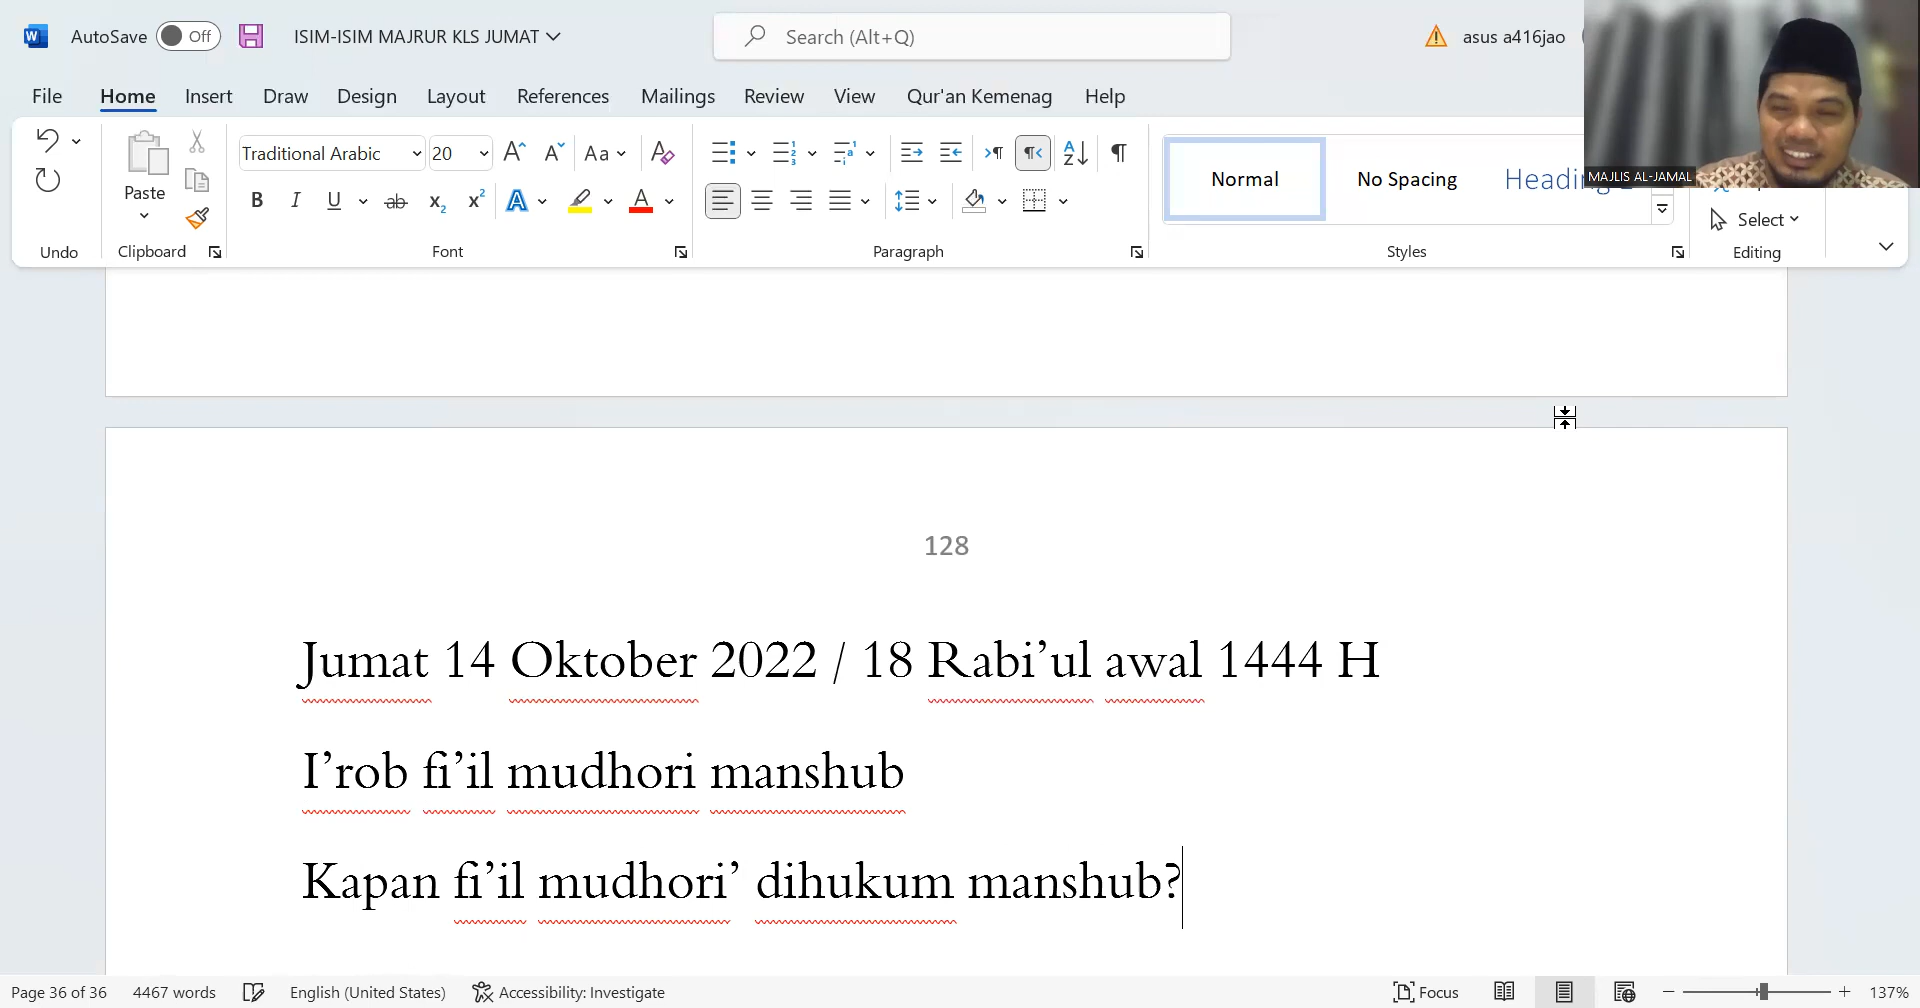 AutoSave Off ISIM-ISIM MAJRUR KLS JUMAT Search (Alt+Q) asus a416jao
File Home Insert Draw Design Layout References Mailings Review View Qur'an Kemenag Help
MAJLIS AL-JAMAL
Paste Traditional Arabic 20 Normal No Spacing Heading
Select
Undo Clipboard Font Paragraph Styles Editing
128
Jumat 14 Oktober 2022 / 18 Rabi’ul awal 1444 H
I’rob fi’il mudhori manshub
Kapan fi’il mudhori’ dihukum manshub?
Page 36 of 36 4467 words English (United States) Accessibility: Investigate Focus 137%